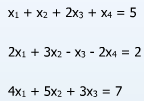 x₁ + x₂ + 2x₃ + x₄ = 5
2x₁ + 3x₂ - x₃ - 2x₄ = 2
4x₁ + 5x₂ + 3x₃ = 7